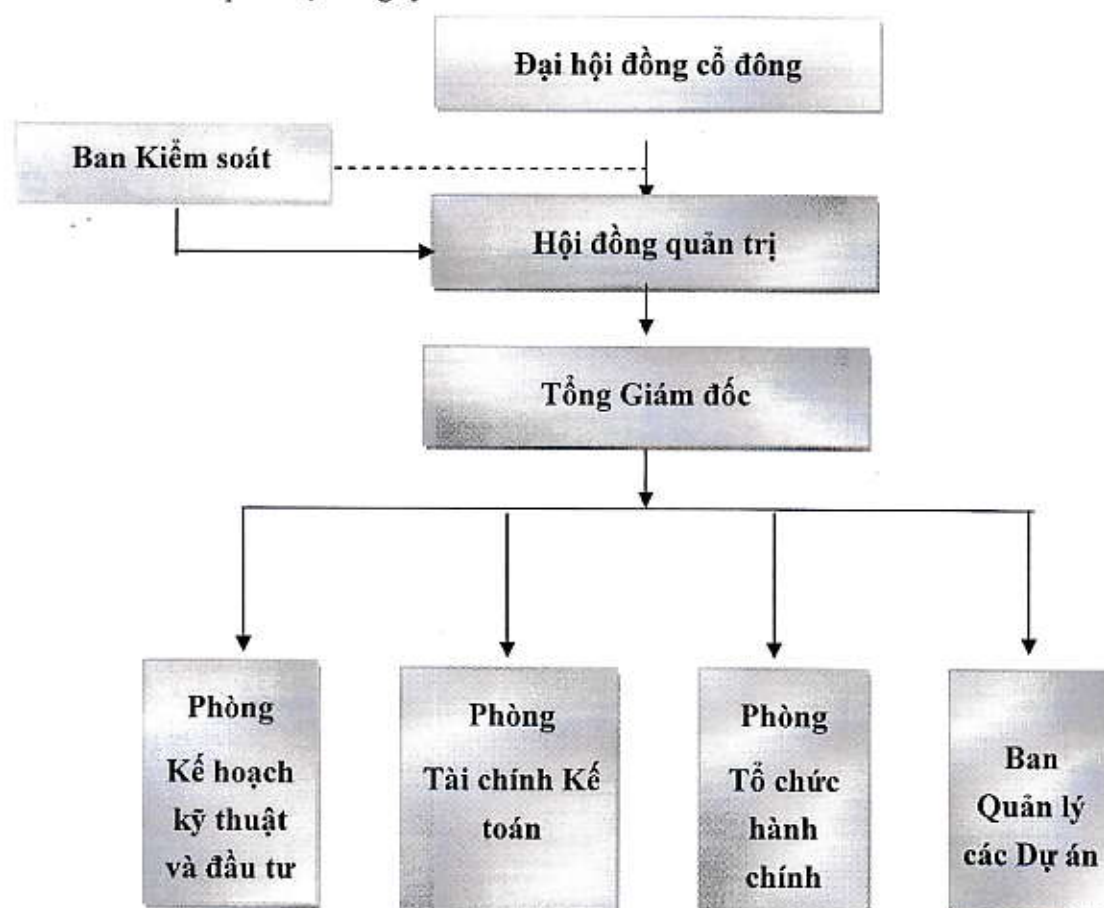 Đại hội đồng cổ đông
Ban Kiểm soát
Hội đồng quản trị
Tổng Giám đốc
Phòng
Kế hoạch
kỹ thuật
và đầu tư
Phòng
Tài chính Kế
toán
Phòng
Tổ chức
hành
chính
Ban
Quản lý
các Dự án